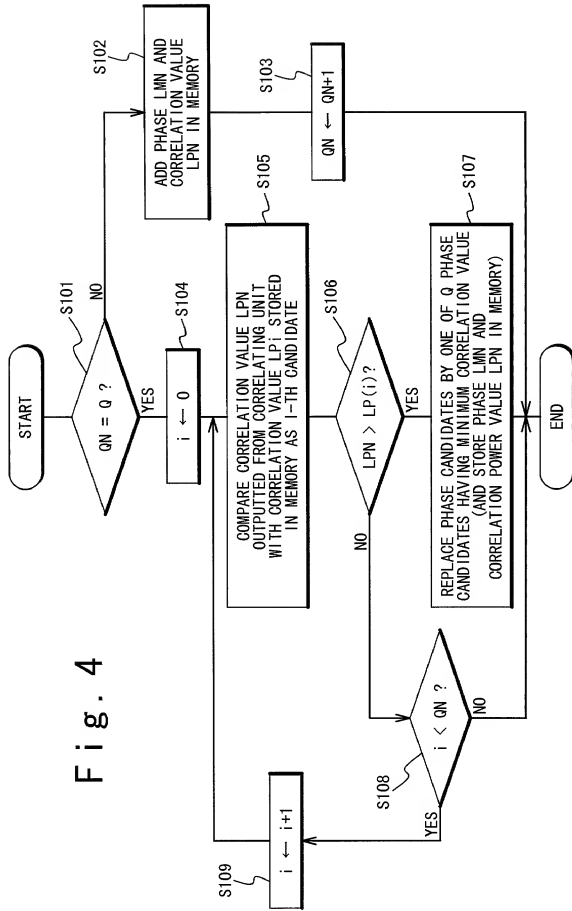 Fig. 4
START
S101
QN = Q ?
NO
YES
S102
ADD PHASE LMN AND
CORRELATION VALUE
LPN IN MEMORY
S103
QN ← QN+1
S104
i ← 0
S105
COMPARE CORRELATION VALUE LPN
OUTPUTTED FROM CORRELATING UNIT
WITH CORRELATION VALUE LPi STORED
IN MEMORY AS I-TH CANDIDATE
S106
LPN > LP(i)?
NO
YES
S107
REPLACE PHASE CANDIDATES BY ONE OF Q PHASE
CANDIDATES HAVING MINIMUM CORRELATION VALUE
(AND STORE PHASE LMN AND
CORRELATION POWER VALUE LPN IN MEMORY)
S108
i < QN ?
YES
NO
S109
i ← i+1
END